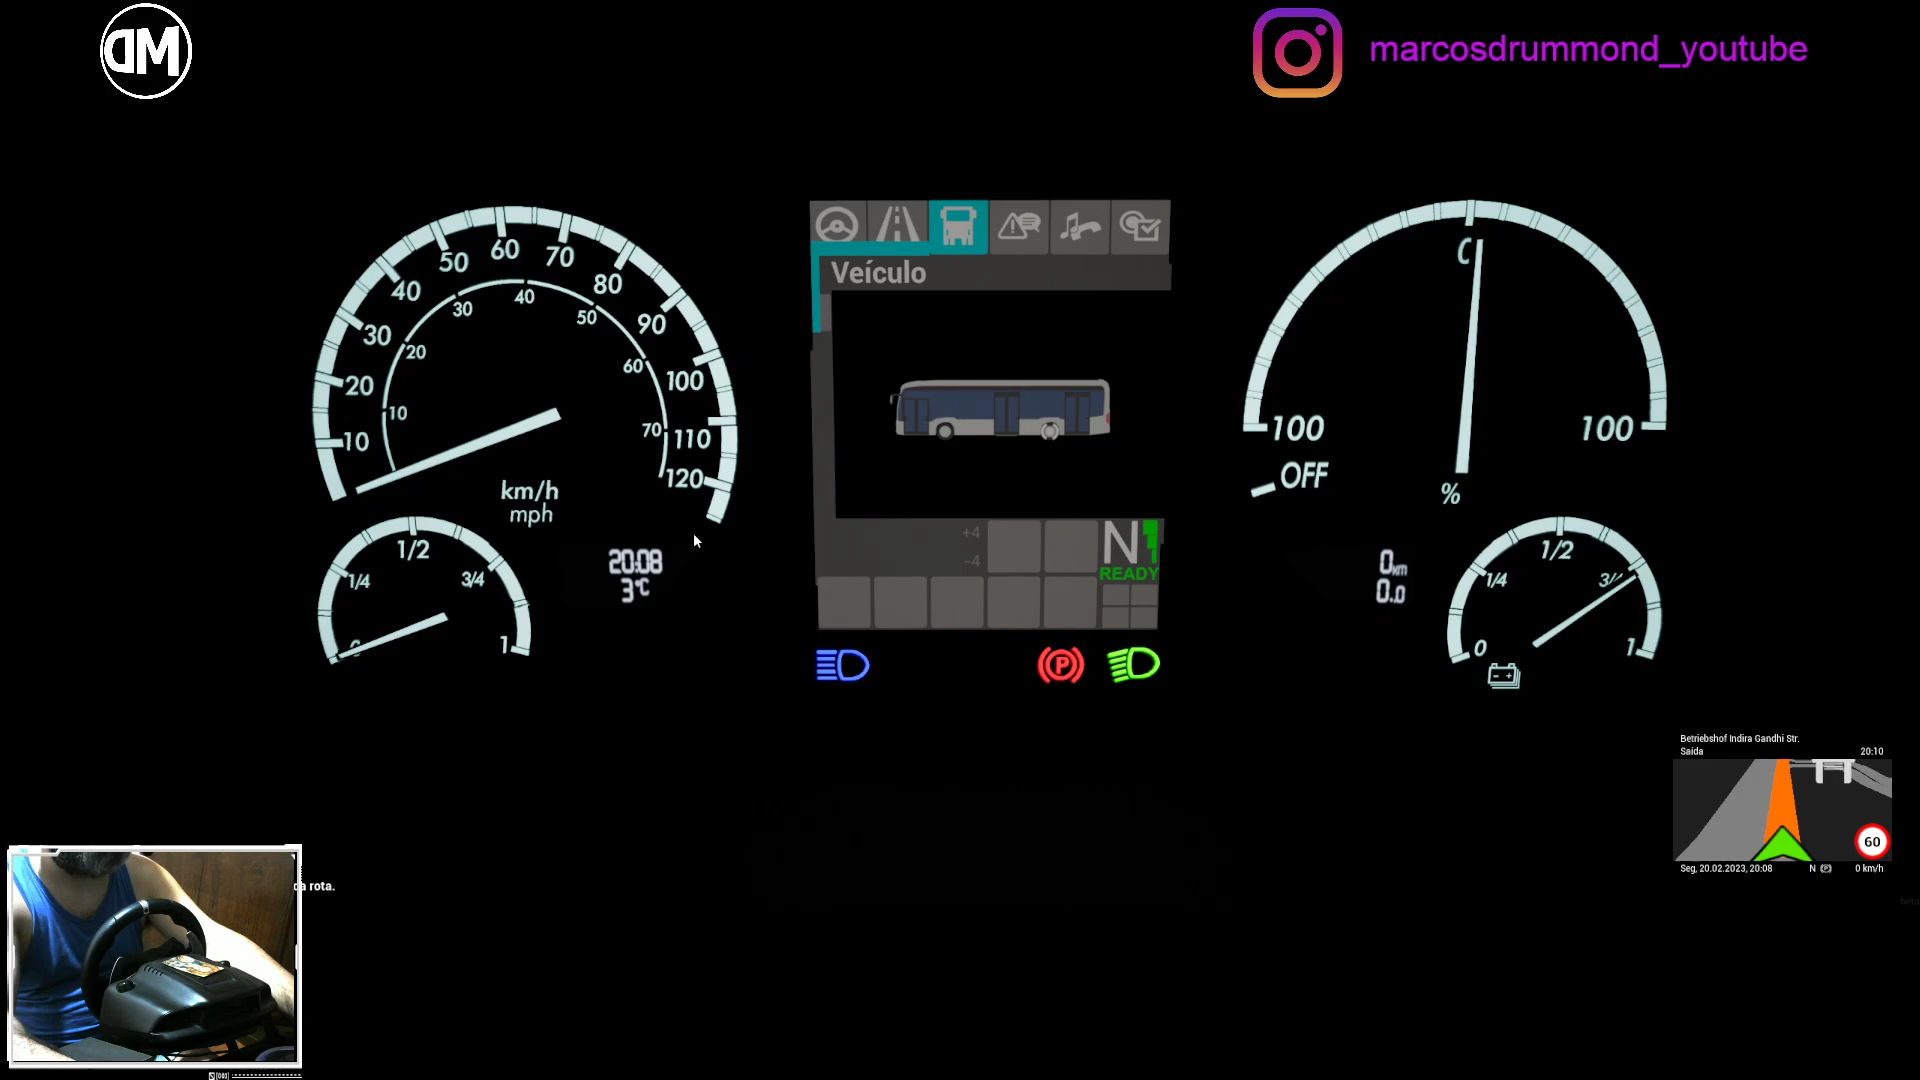 DM
marcosdrummond_youtube
10
20
30
40
50
60
70
80
90
100
110
120
10
20
30
40
50
60
70
km/h
mph
1/4
1/2
3/4
1
20:08
3°C
Veículo
+4
-4
N
READY
P
C
100
100
OFF
%
0km
0.0
0
1/4
1/2
1
Betriebshof Indira Gandhi Str.
Saída 20:10
60
Seg, 20.02.2023, 20:08 N (P) 0 km/h
beta
da rota.